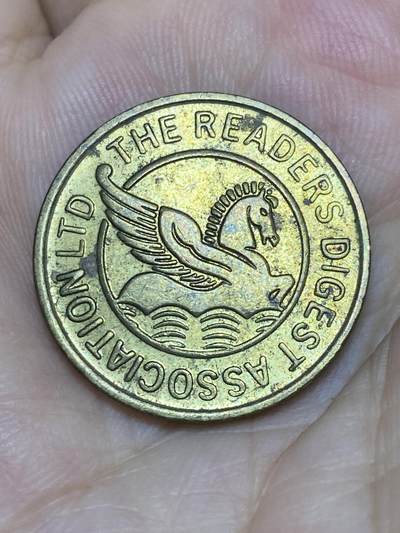 THE READERS DIGEST ASSOCIATION LTD